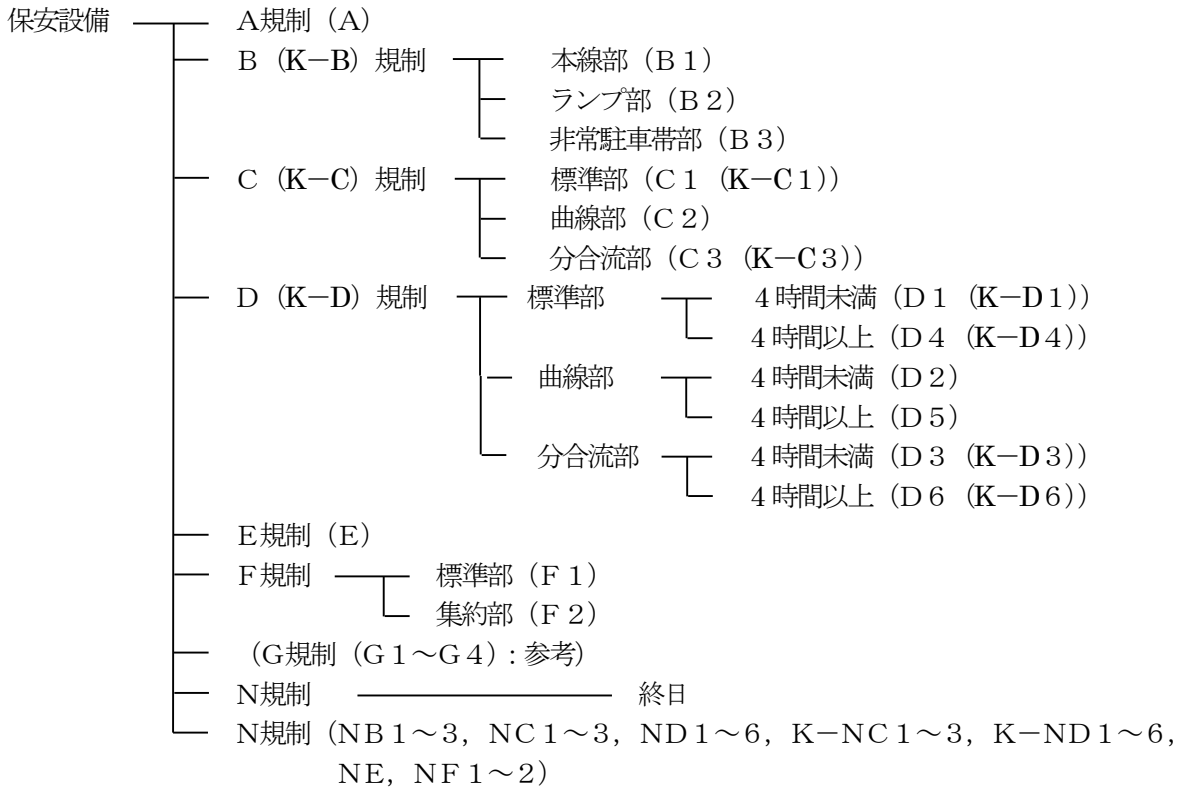 保安設備 A規制（A）
B（K－B）規制 本線部（B１）
ランプ部（B２）
非常駐車帯部（B３）
C（K－C）規制 標準部（C１（K－C１））
曲線部（C２）
分合流部（C３（K－C３））
D（K－D）規制 標準部 ４時間未満（D１（K－D１））
４時間以上（D４（K－D４））
曲線部 ４時間未満（D２）
４時間以上（D５）
分合流部 ４時間未満（D３（K－D３））
４時間以上（D６（K－D６））
E規制（E）
F規制 標準部（F１）
集約部（F２）
（G規制（G１～G４）：参考）
N規制 終日
N規制（NB１～３，NC１～３，ND１～６，K－NC１～３，K－ND１～６，
NE，NF１～２）